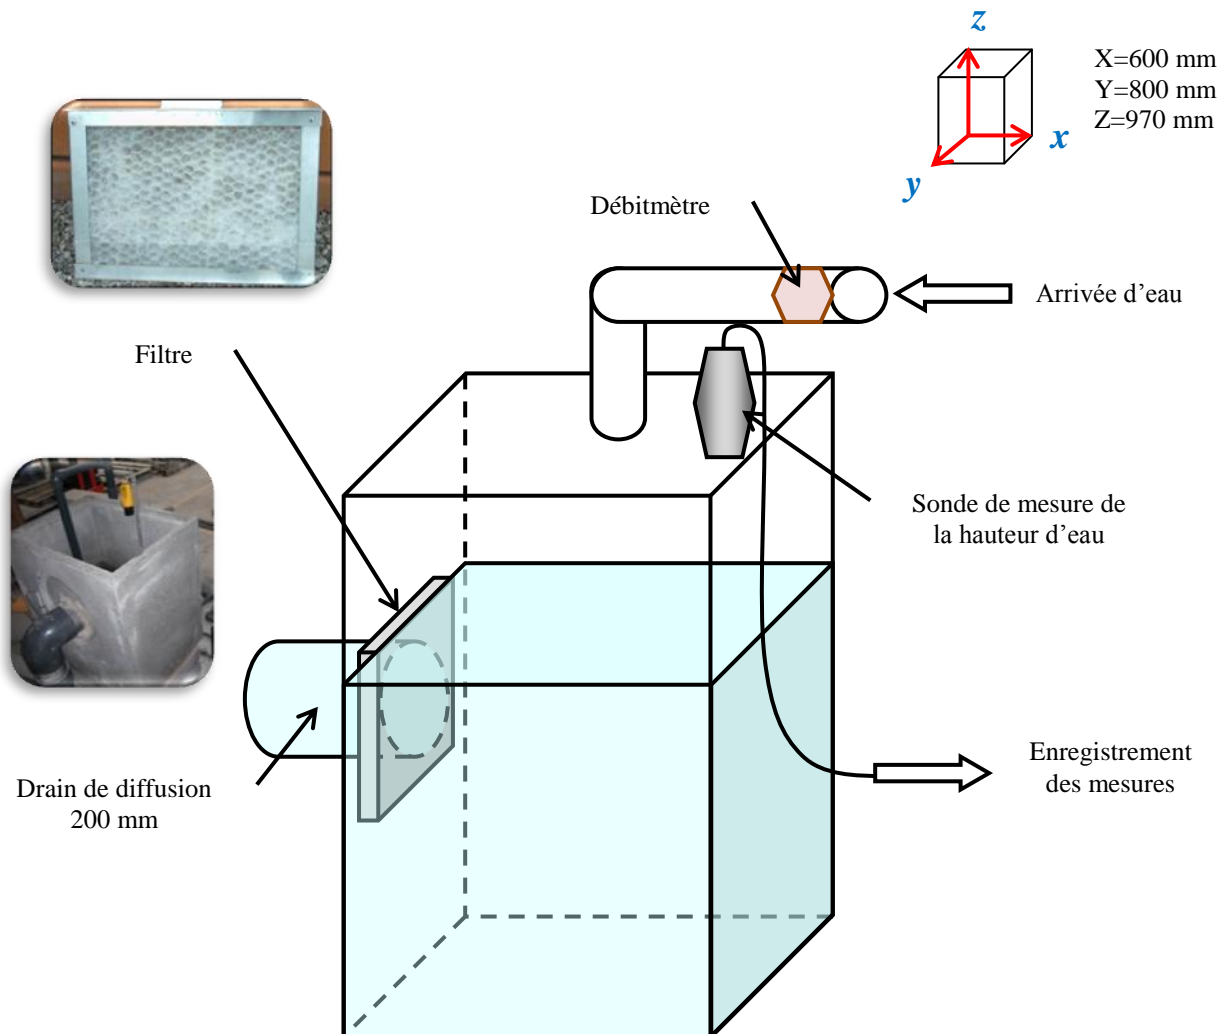 z
X=600 mm
Y=800 mm
Z=970 mm
x
y
Débitmètre
Arrivée d’eau
Filtre
Sonde de mesure de
la hauteur d’eau
Enregistrement
des mesures
Drain de diffusion
200 mm